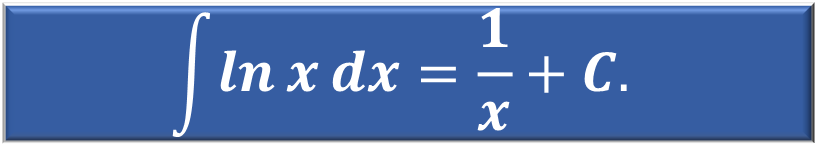 ∫ ln x dx = 1/x + C.